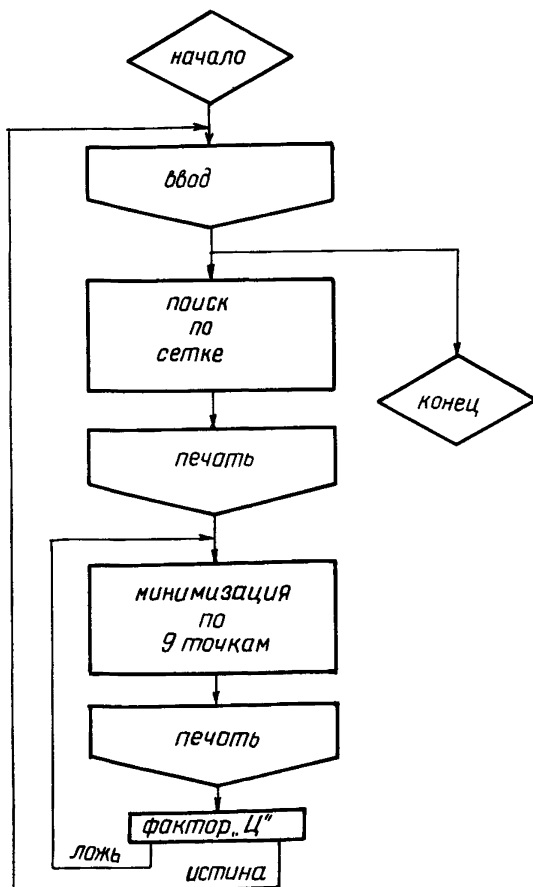 начало
ввод
поиск
по
сетке
конец
печать
минимизация
по
9 точкам
печать
фактор „Ц"
ложь
истина